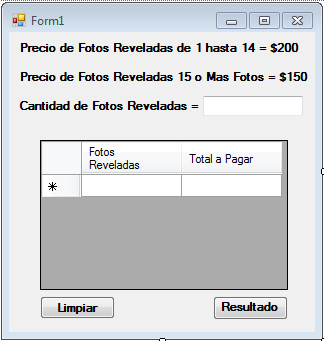 Form1
Precio de Fotos Reveladas de 1 hasta 14 = $200
Precio de Fotos Reveladas 15 o Mas Fotos = $150
Cantidad de Fotos Reveladas =
Fotos
Reveladas
Total a Pagar
Limpiar
Resultado